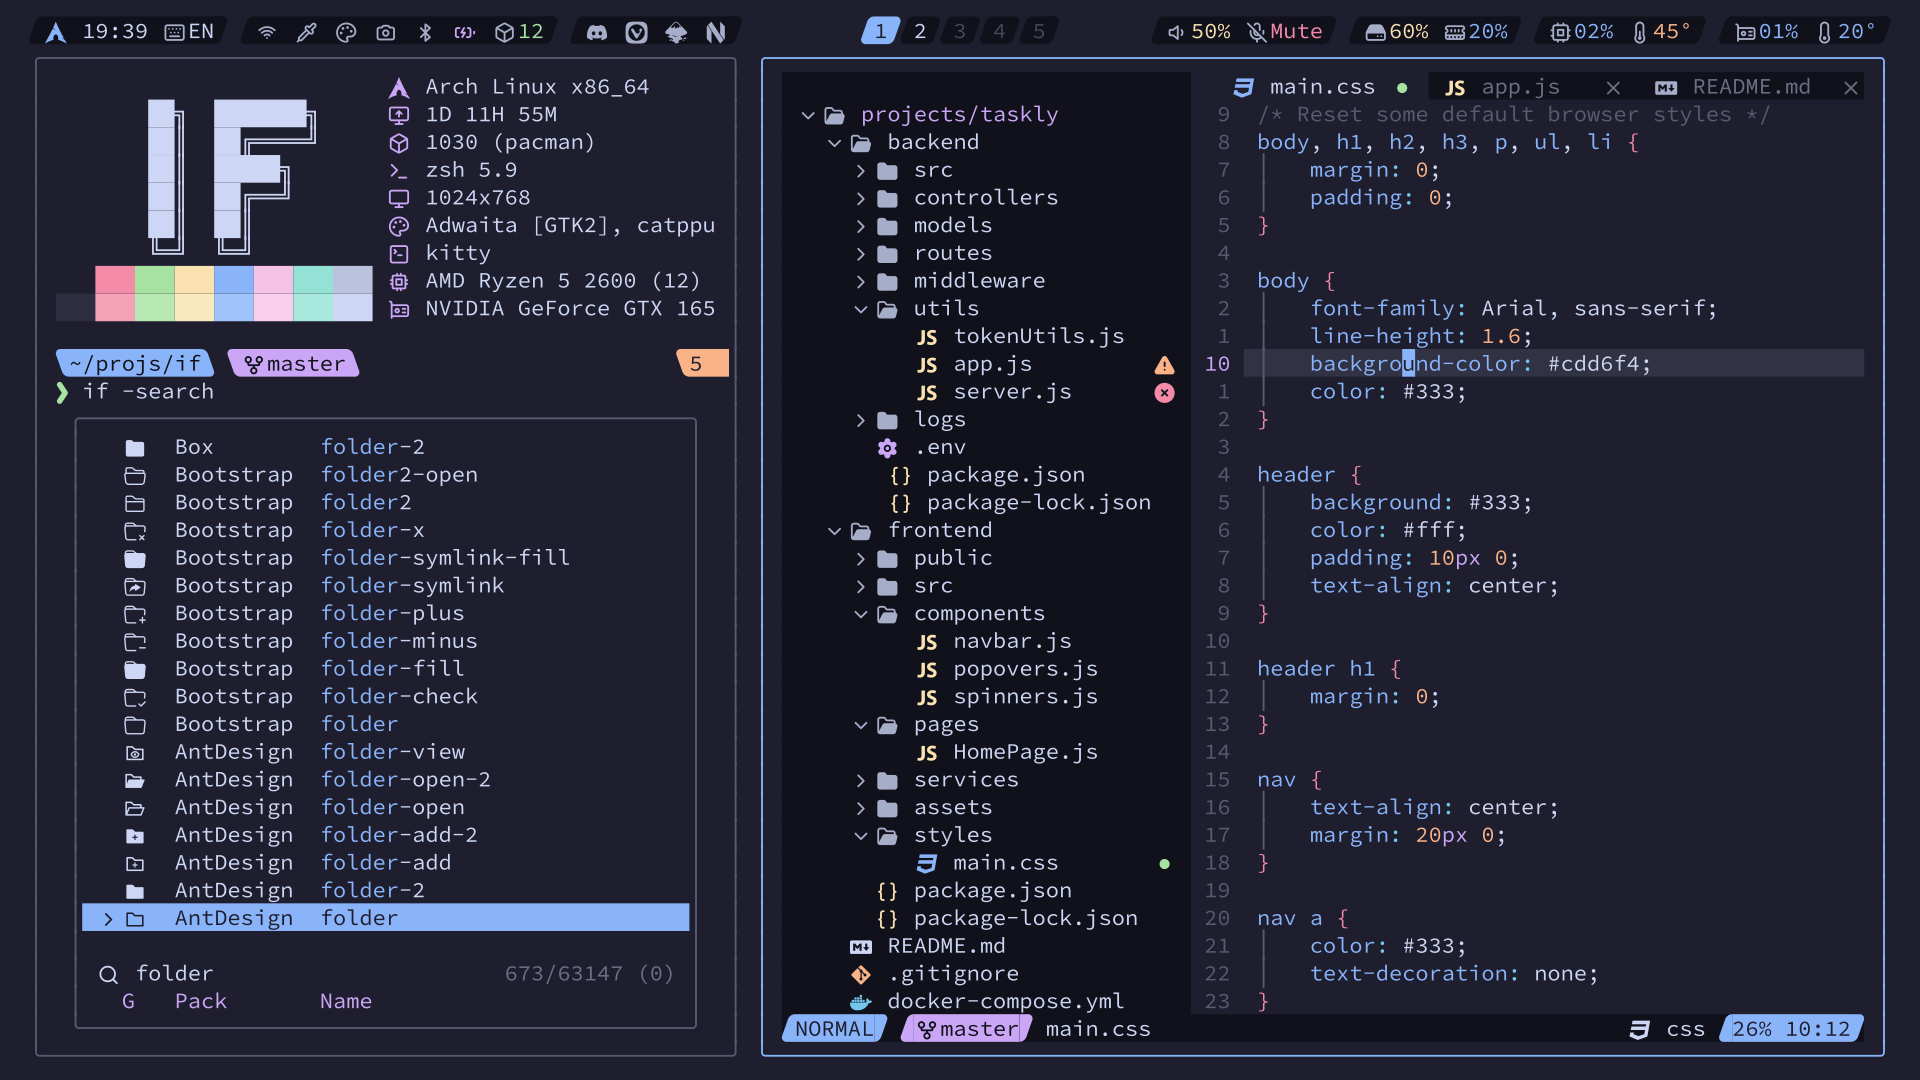 19:39 EN 12 1 2 3 4 5 50% Mute 60% 20% 02% 45° 01% 20°
IF
Arch Linux x86_64
1D 11H 55M
1030 (pacman)
zsh 5.9
1024x768
Adwaita [GTK2], catppu
kitty
AMD Ryzen 5 2600 (12)
NVIDIA GeForce GTX 165
~/projs/if master 5
❯ if -search
Box folder-2
Bootstrap folder2-open
Bootstrap folder2
Bootstrap folder-x
Bootstrap folder-symlink-fill
Bootstrap folder-symlink
Bootstrap folder-plus
Bootstrap folder-minus
Bootstrap folder-fill
Bootstrap folder-check
Bootstrap folder
AntDesign folder-view
AntDesign folder-open-2
AntDesign folder-open
AntDesign folder-add-2
AntDesign folder-add
AntDesign folder-2
> AntDesign folder
folder 673/63147 (0)
G Pack Name
projects/taskly
backend
src
controllers
models
routes
middleware
utils
JS tokenUtils.js
JS app.js
JS server.js
logs
.env
{} package.json
{} package-lock.json
frontend
public
src
components
JS navbar.js
JS popovers.js
JS spinners.js
pages
JS HomePage.js
services
assets
styles
main.css
{} package.json
{} package-lock.json
README.md
.gitignore
docker-compose.yml
main.css JS app.js README.md
9 /* Reset some default browser styles */
8 body, h1, h2, h3, p, ul, li {
7 margin: 0;
6 padding: 0;
5 }
4
3 body {
2 font-family: Arial, sans-serif;
1 line-height: 1.6;
10 background-color: #cdd6f4;
1 color: #333;
2 }
3
4 header {
5 background: #333;
6 color: #fff;
7 padding: 10px 0;
8 text-align: center;
9 }
10
11 header h1 {
12 margin: 0;
13 }
14
15 nav {
16 text-align: center;
17 margin: 20px 0;
18 }
19
20 nav a {
21 color: #333;
22 text-decoration: none;
23 }
NORMAL master main.css css 26% 10:12